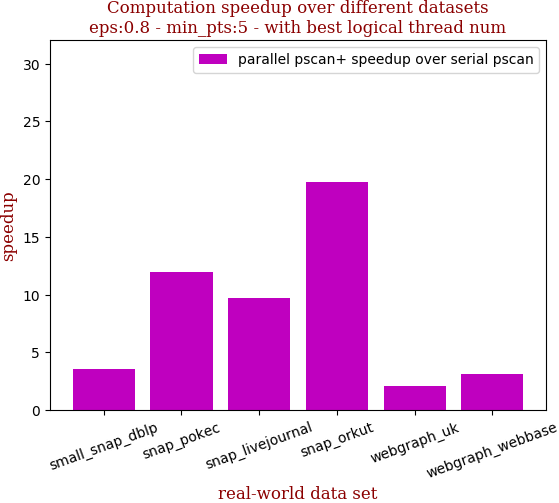 Computation speedup over different datasets
eps:0.8 - min_pts:5 - with best logical thread num
parallel pscan+ speedup over serial pscan
speedup
30
25
20
15
10
5
0
small_snap_dblp
snap_pokec
snap_livejournal
snap_orkut
webgraph_uk
webgraph_webbase
real-world data set